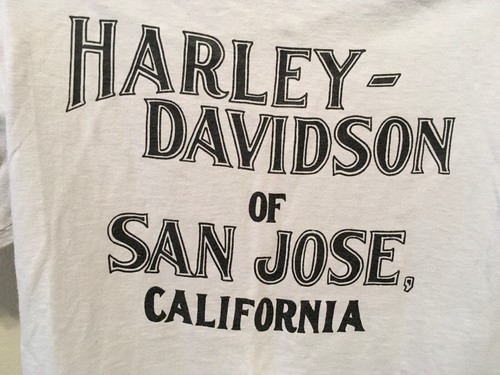 HARLEY-
DAVIDSON
OF
SAN JOSE,
CALIFORNIA